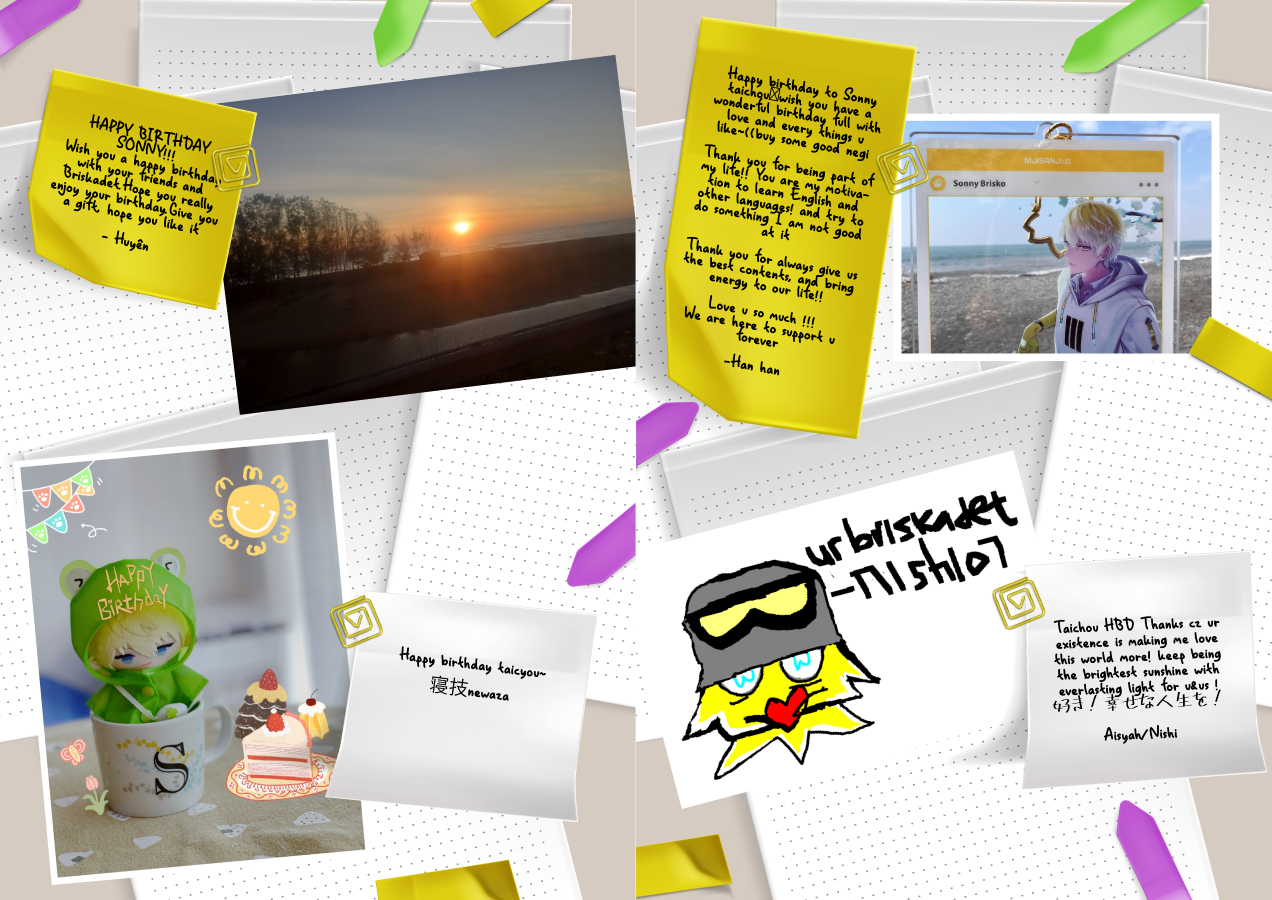 HAPPY BIRTHDAY
SONNY!!!
Wish you a happy birthday
with your friends and
Briskadet. Hope you really
enjoy your birthday. Give you
a gift, hope you like it
- Huyên
Happy birthday to Sonny
taichou wish you have a
wonderful birthday full with
love and every things u
like~((buy some good negi
Thank you for being part of
my life!! You are my motiva-
tion to learn English and
other languages! and try to
do something I am not good
at it
Thank you for always give us
the best contents, and bring
energy to our life!!
Love u so much !!!
We are here to support u
forever
-Han han
NIJISANJI
Sonny Brisko
HAPPY
Birthday
S
Happy birthday taicyou~
寝技newaza
ur briskadet
-nishio7
W W
Taichou HBD Thanks cz ur
existence is making me love
this world more! keep being
the brightest sunshine with
everlasting light for u&us !
好き! 幸せな人生を!
Aisyah/Nishi